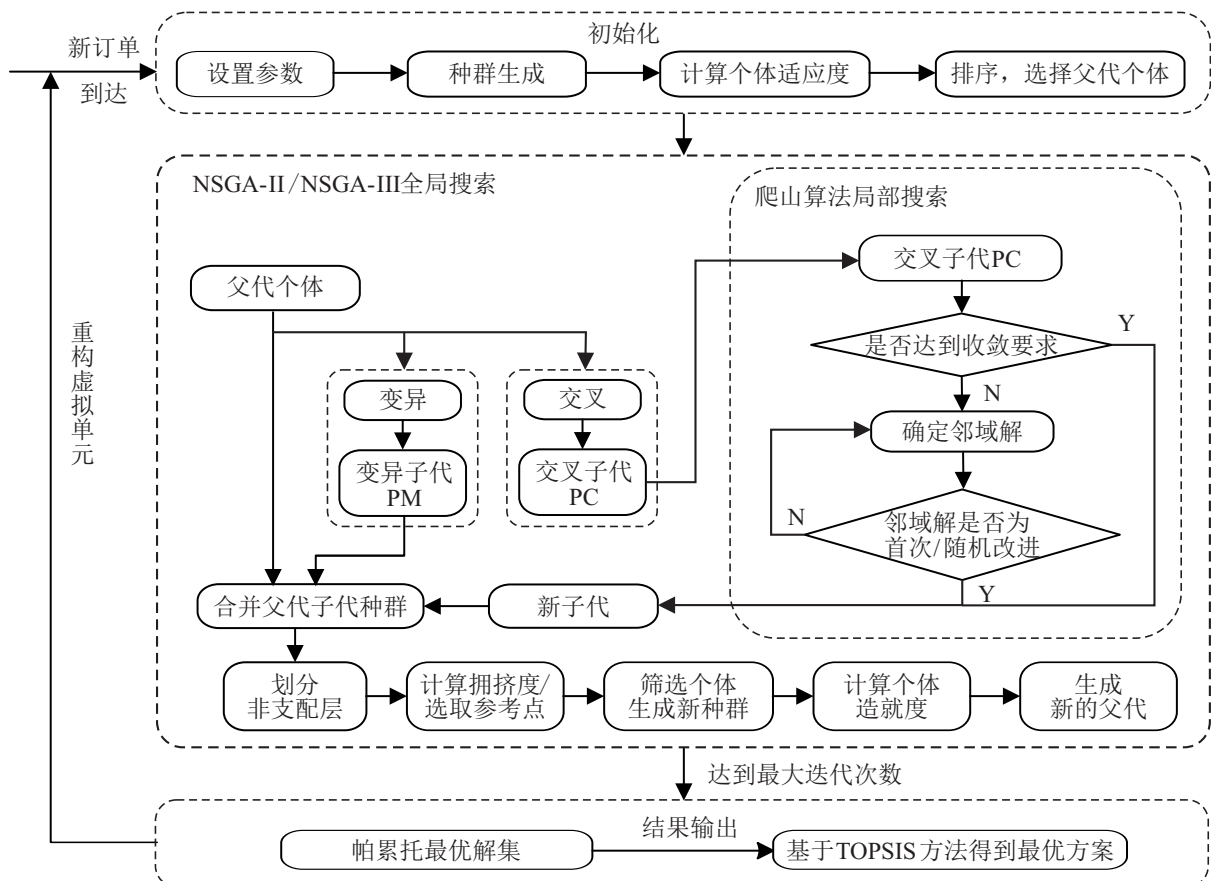 新订单
到达
初始化
设置参数
种群生成
计算个体适应度
排序，选择父代个体
NSGA-II/NSGA-III全局搜索
爬山算法局部搜索
父代个体
变异
变异子代
PM
交叉
交叉子代
PC
交叉子代PC
是否达到收敛要求
Y
N
确定邻域解
邻域解是否为
首次/随机改进
N
Y
新子代
合并父代子代种群
划分
非支配层
计算拥挤度/
选取参考点
筛选个体
生成新种群
计算个体
造就度
生成
新的父代
达到最大迭代次数
结果输出
帕累托最优解集
基于TOPSIS方法得到最优方案
重构虚拟单元